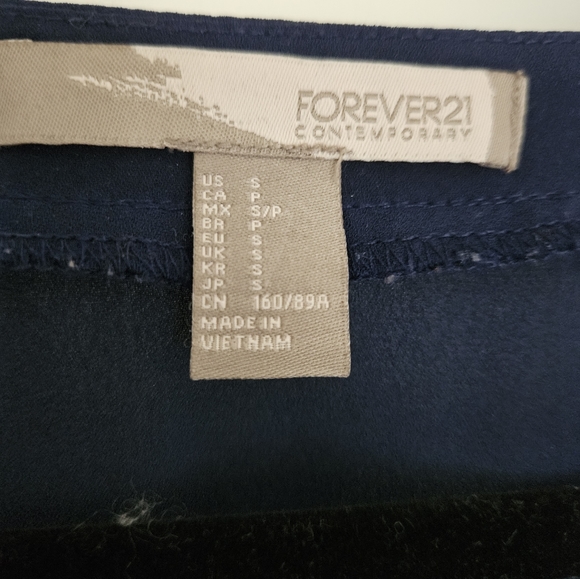 FOREVER21
CONTEMPORARY
US S
CA P
MX S/P
BR P
EU S
UK S
KR S
JP S
CN 160/89A
MADE IN
VIETNAM